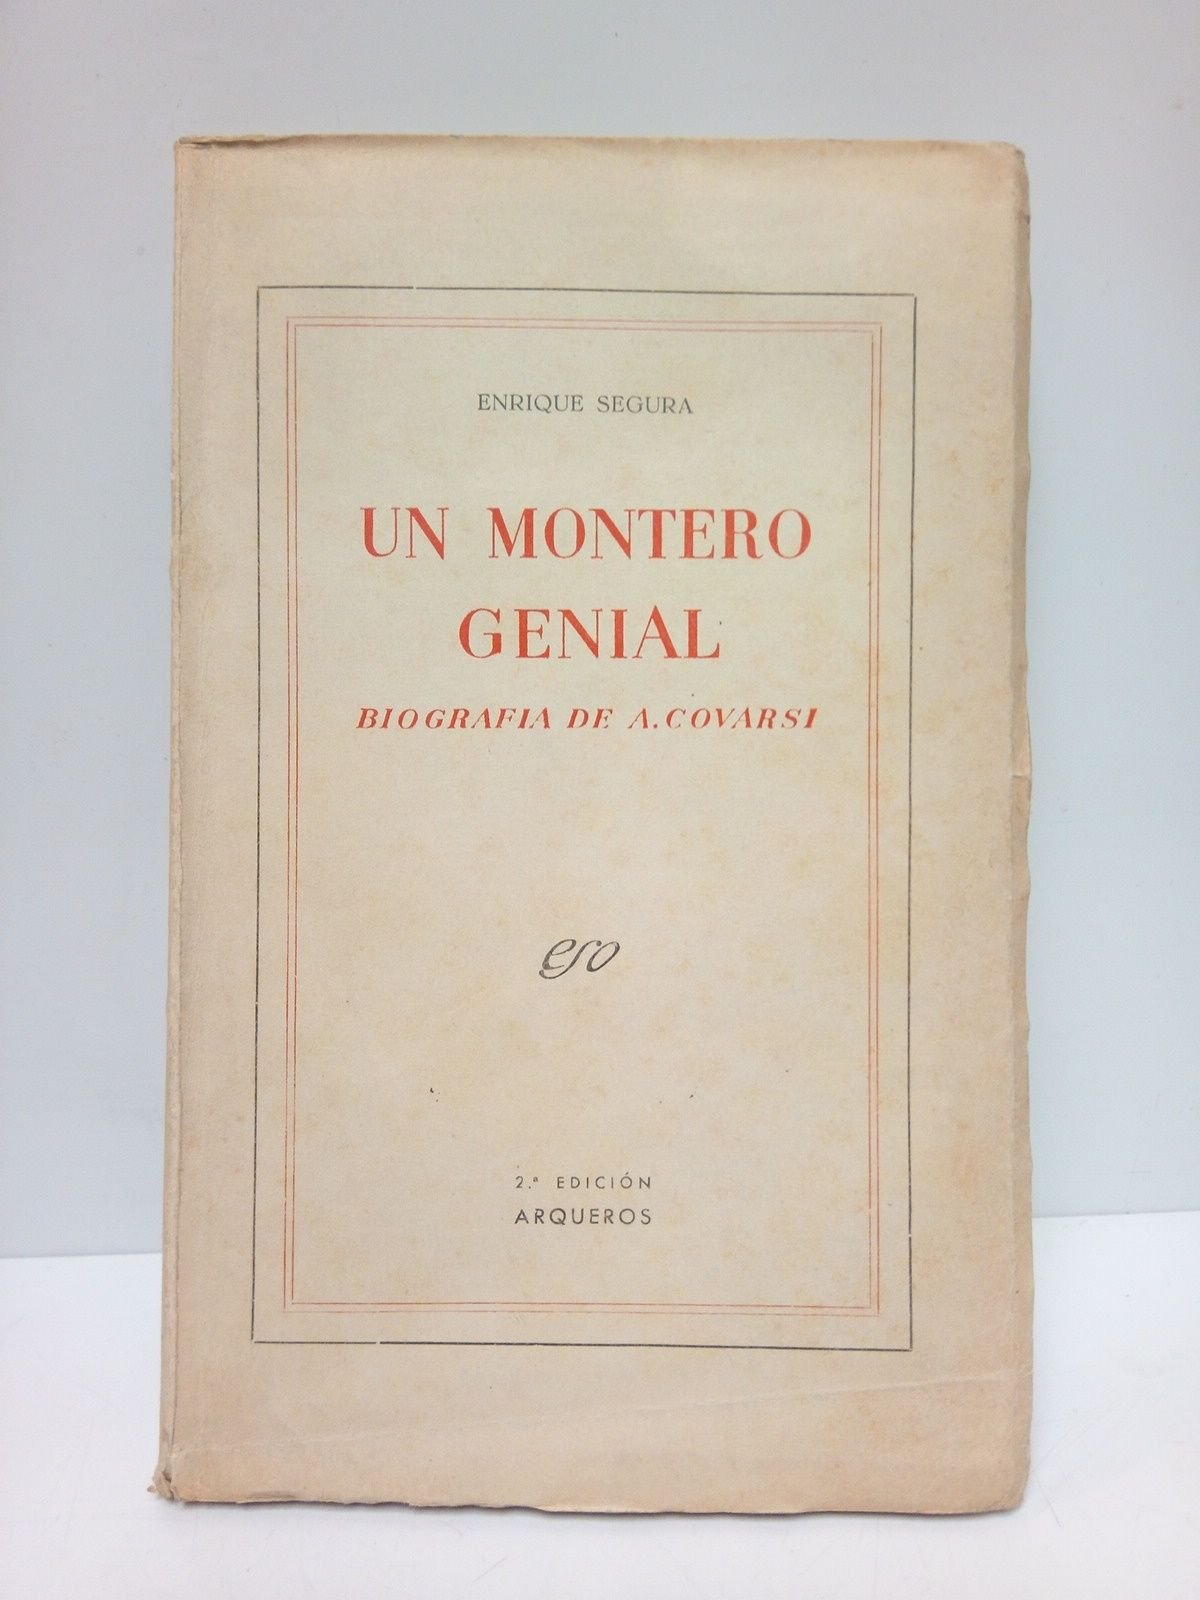 ENRIQUE SEGURA
UN MONTERO
GENIAL
BIOGRAFIA DE A. COVARSI
eso
2.ª EDICIÓN
ARQUEROS